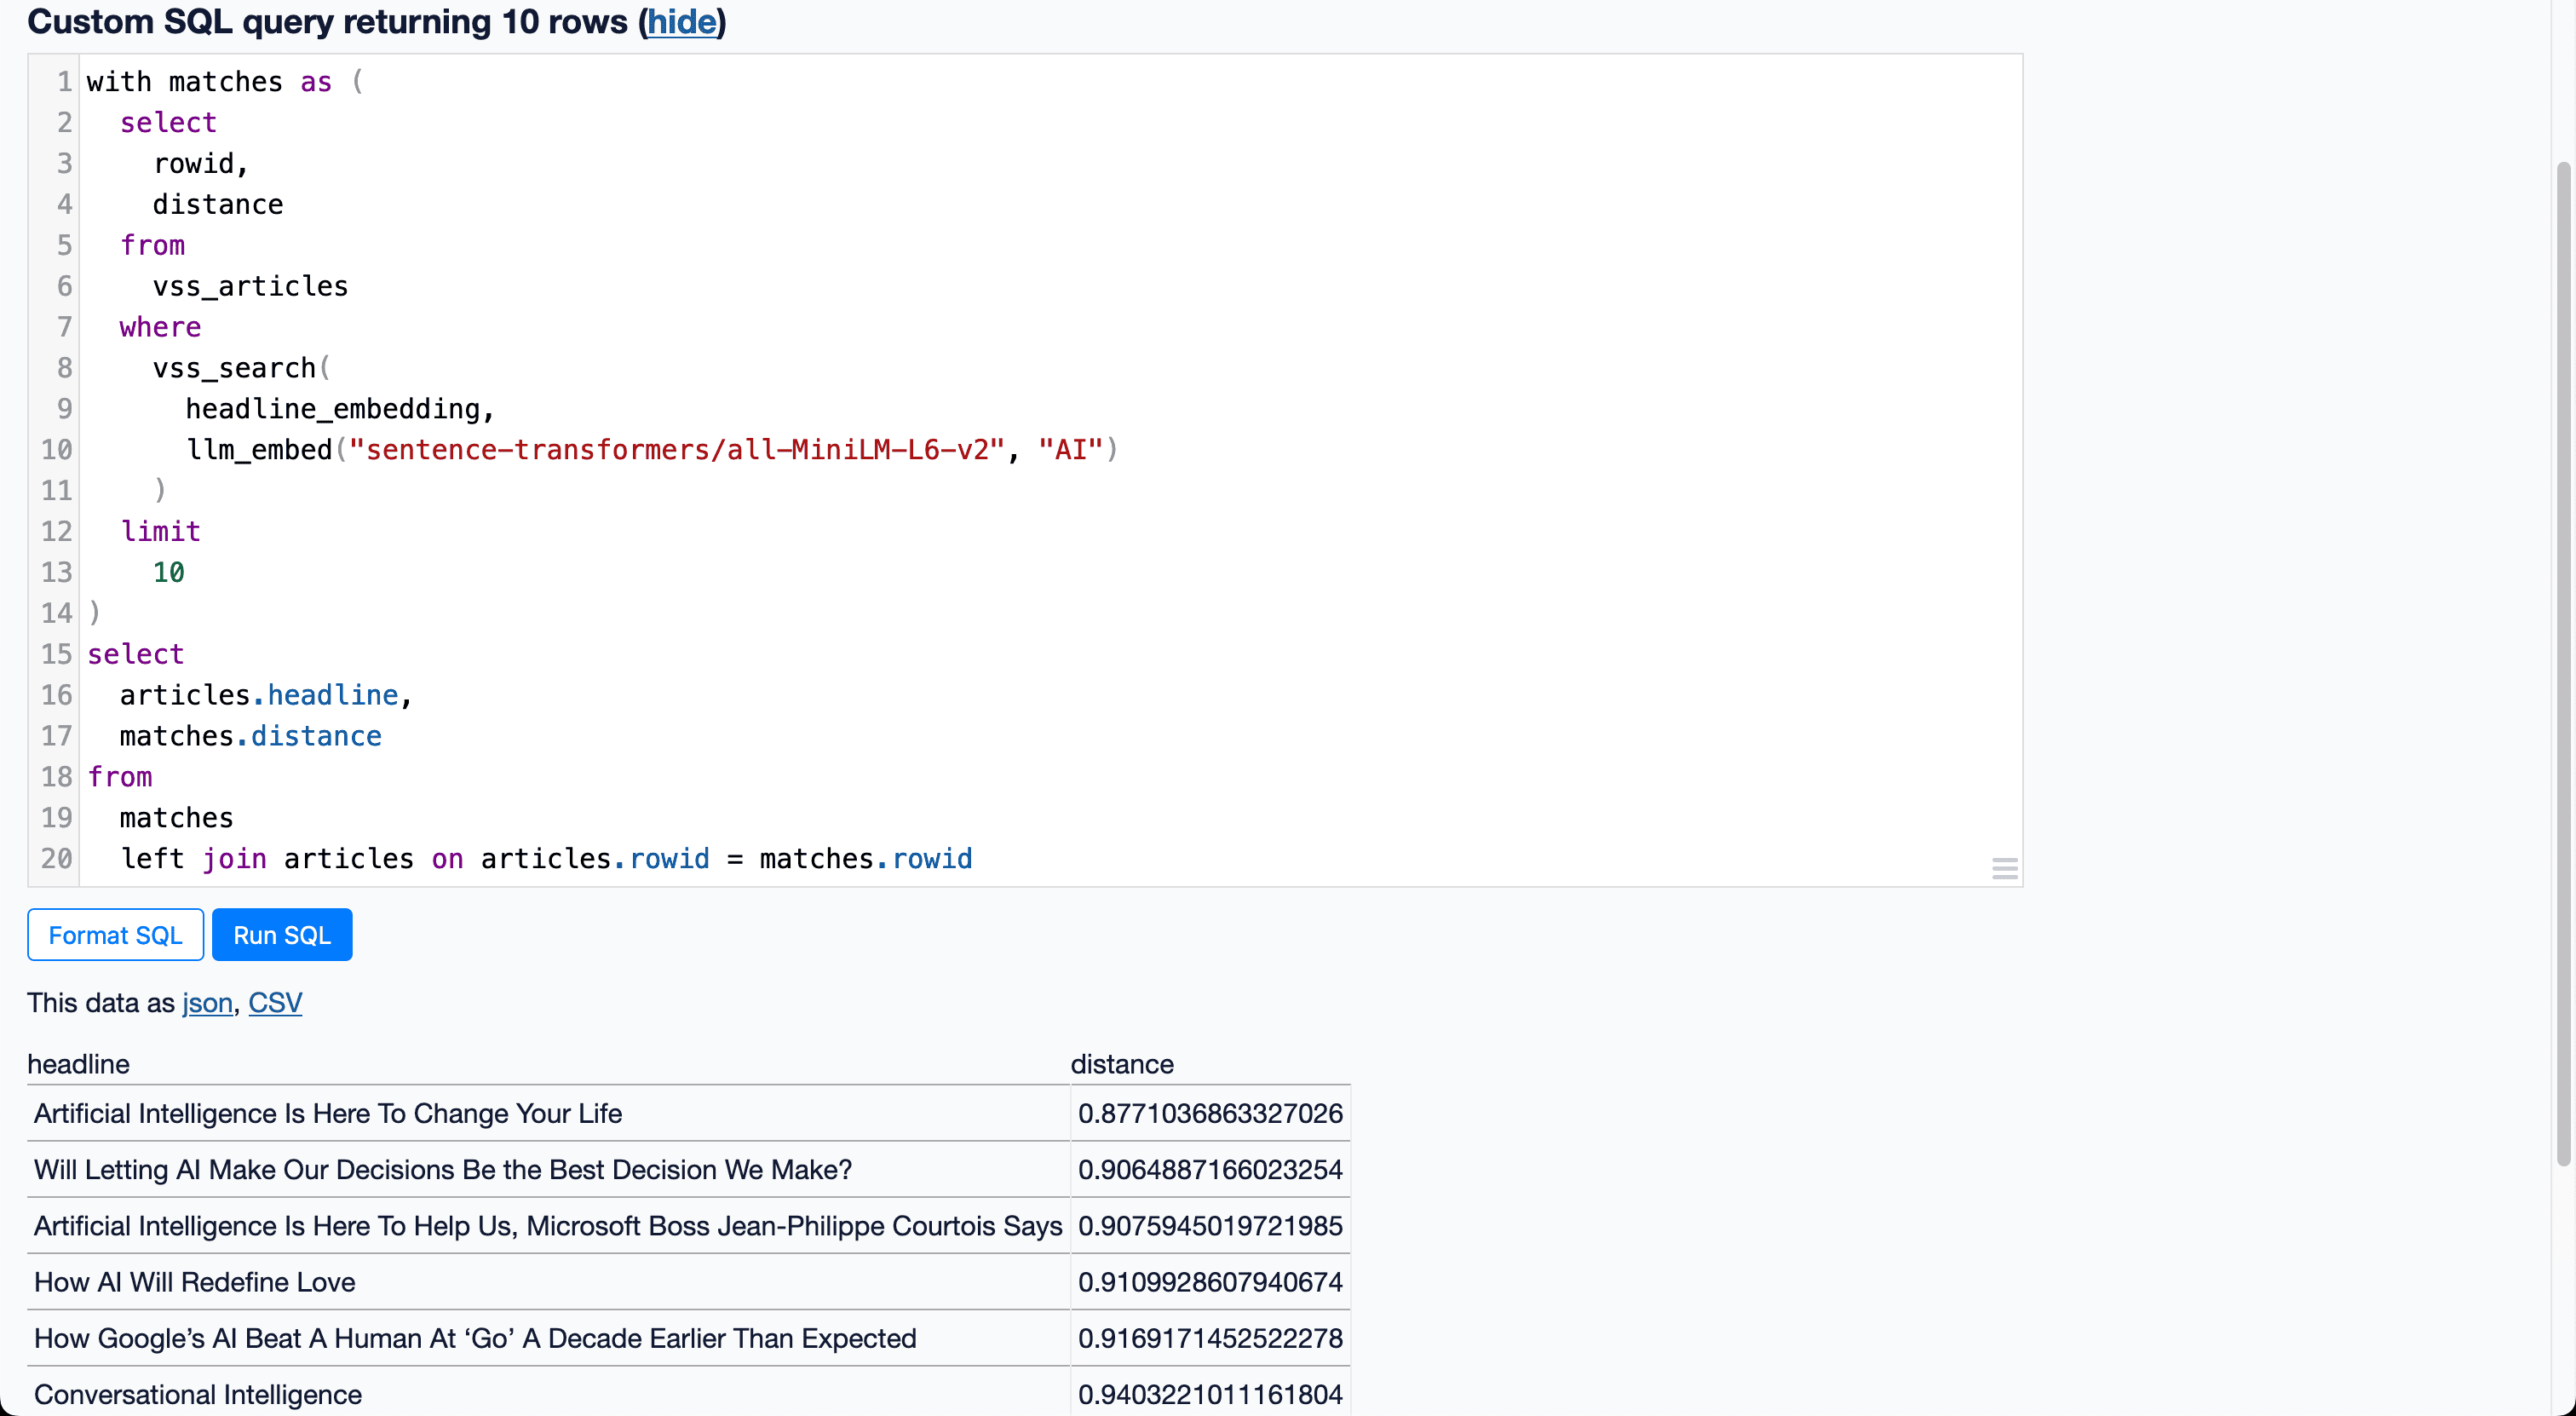 Custom SQL query returning 10 rows (hide)
1 with matches as (
2   select
3     rowid,
4     distance
5   from
6     vss_articles
7   where
8     vss_search(
9       headline_embedding,
10       llm_embed("sentence-transformers/all-MiniLM-L6-v2", "AI")
11     )
12   limit
13     10
14 )
15 select
16   articles.headline,
17   matches.distance
18 from
19   matches
20   left join articles on articles.rowid = matches.rowid
Format SQL Run SQL
This data as json, CSV
headline distance
Artificial Intelligence Is Here To Change Your Life 0.8771036863327026
Will Letting AI Make Our Decisions Be the Best Decision We Make? 0.9064887166023254
Artificial Intelligence Is Here To Help Us, Microsoft Boss Jean-Philippe Courtois Says 0.9075945019721985
How AI Will Redefine Love 0.9109928607940674
How Google’s AI Beat A Human At ‘Go’ A Decade Earlier Than Expected 0.9169171452522278
Conversational Intelligence 0.9403221011161804